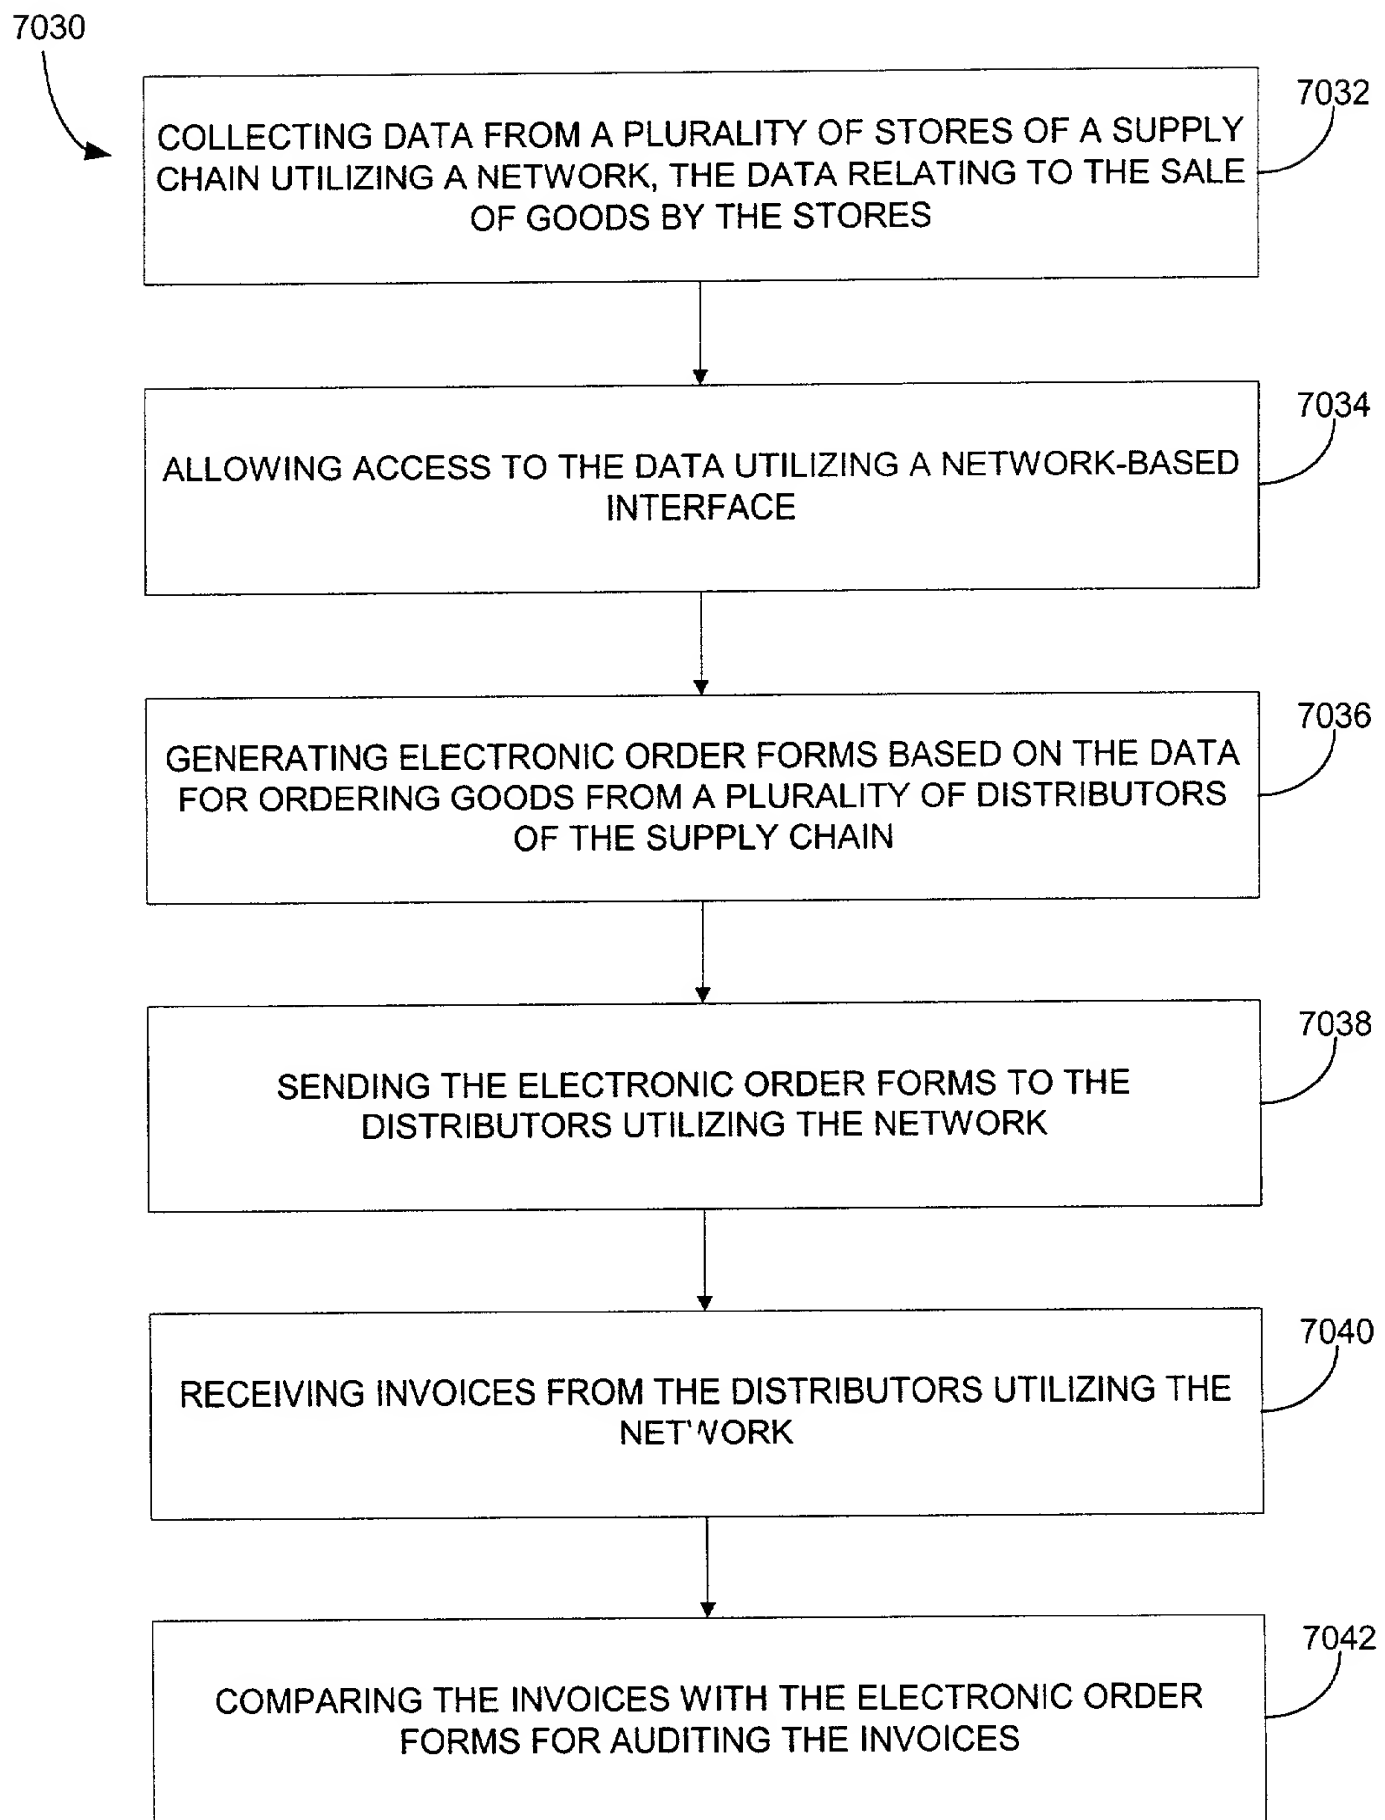 7030
7032
COLLECTING DATA FROM A PLURALITY OF STORES OF A SUPPLY
CHAIN UTILIZING A NETWORK, THE DATA RELATING TO THE SALE
OF GOODS BY THE STORES
7034
ALLOWING ACCESS TO THE DATA UTILIZING A NETWORK-BASED
INTERFACE
7036
GENERATING ELECTRONIC ORDER FORMS BASED ON THE DATA
FOR ORDERING GOODS FROM A PLURALITY OF DISTRIBUTORS
OF THE SUPPLY CHAIN
7038
SENDING THE ELECTRONIC ORDER FORMS TO THE
DISTRIBUTORS UTILIZING THE NETWORK
7040
RECEIVING INVOICES FROM THE DISTRIBUTORS UTILIZING THE
NETWORK
7042
COMPARING THE INVOICES WITH THE ELECTRONIC ORDER
FORMS FOR AUDITING THE INVOICES